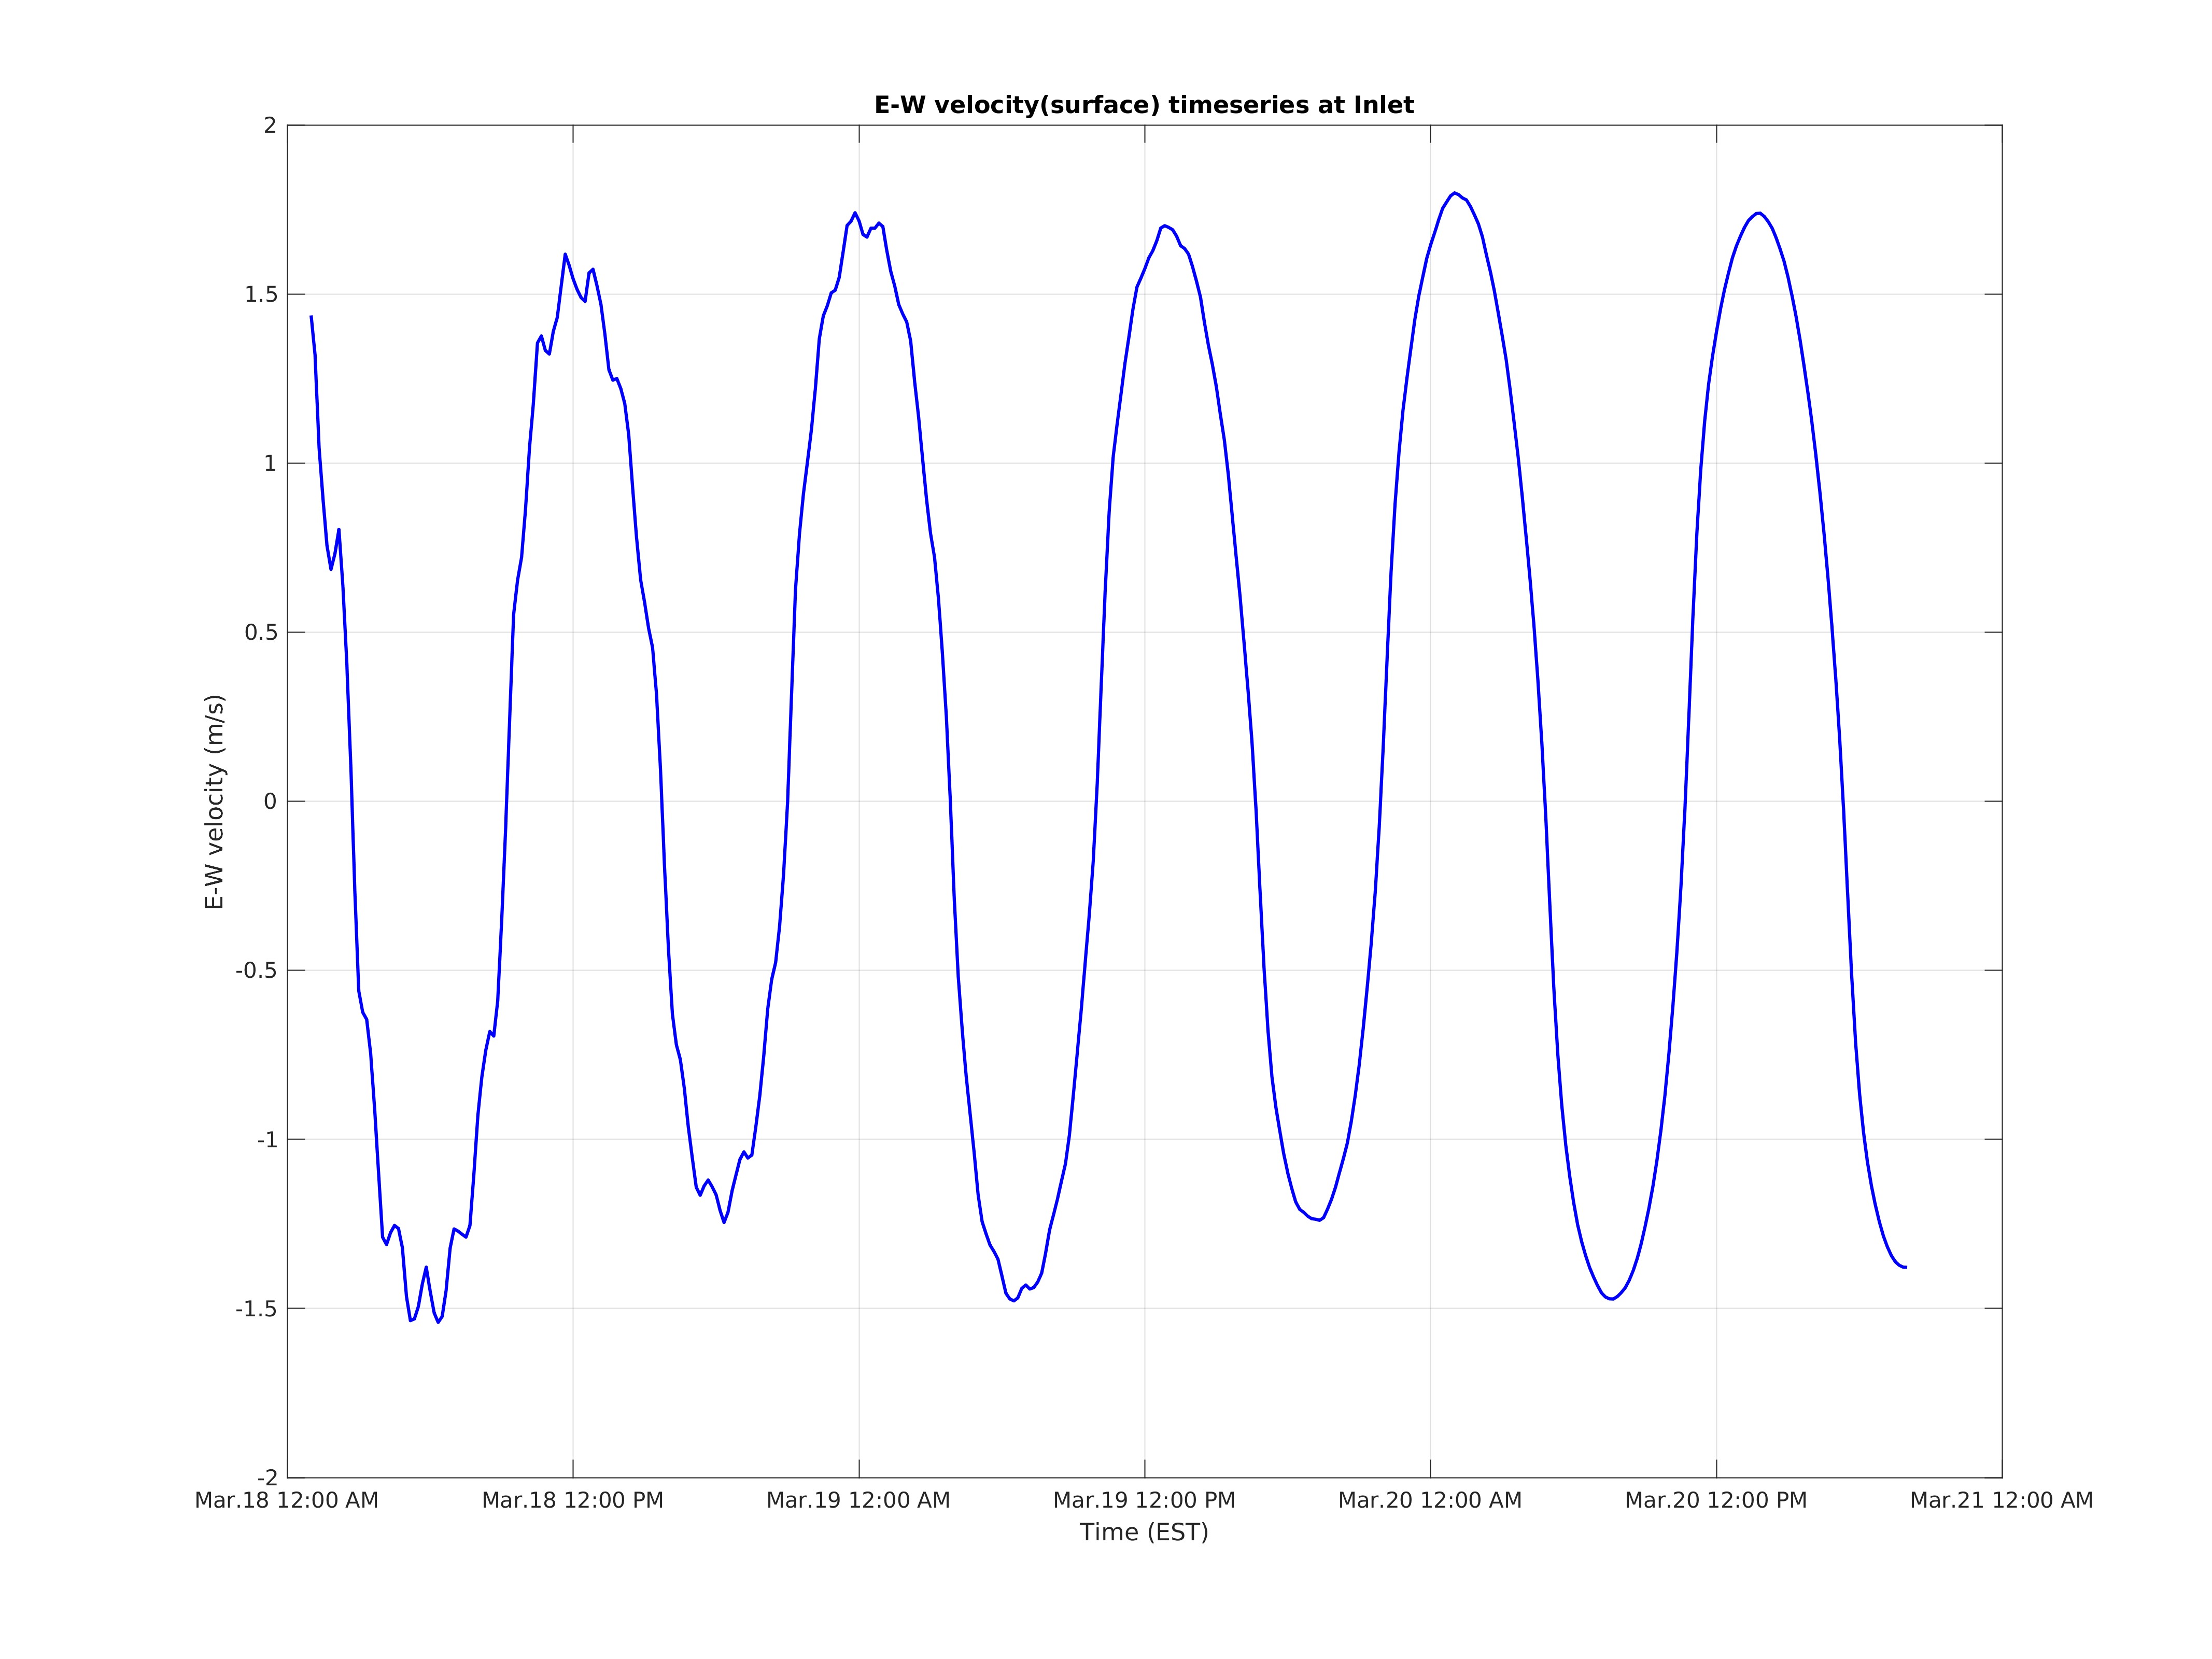 E-W velocity(surface) timeseries at Inlet
E-W velocity (m/s)
2
1.5
1
0.5
0
-0.5
-1
-1.5
-2
Mar.18 12:00 AM
Mar.18 12:00 PM
Mar.19 12:00 AM
Mar.19 12:00 PM
Mar.20 12:00 AM
Mar.20 12:00 PM
Mar.21 12:00 AM
Time (EST)